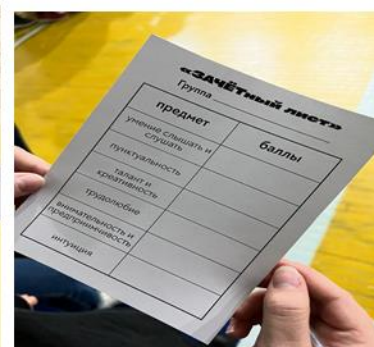 «ЗАЧЁТНЫЙ ЛИСТ»
Группа
предмет баллы
умение слышать и
слушать
пунктуальность
талант и
креативность
трудолюбие
внимательность и
предприимчивость
интуиция